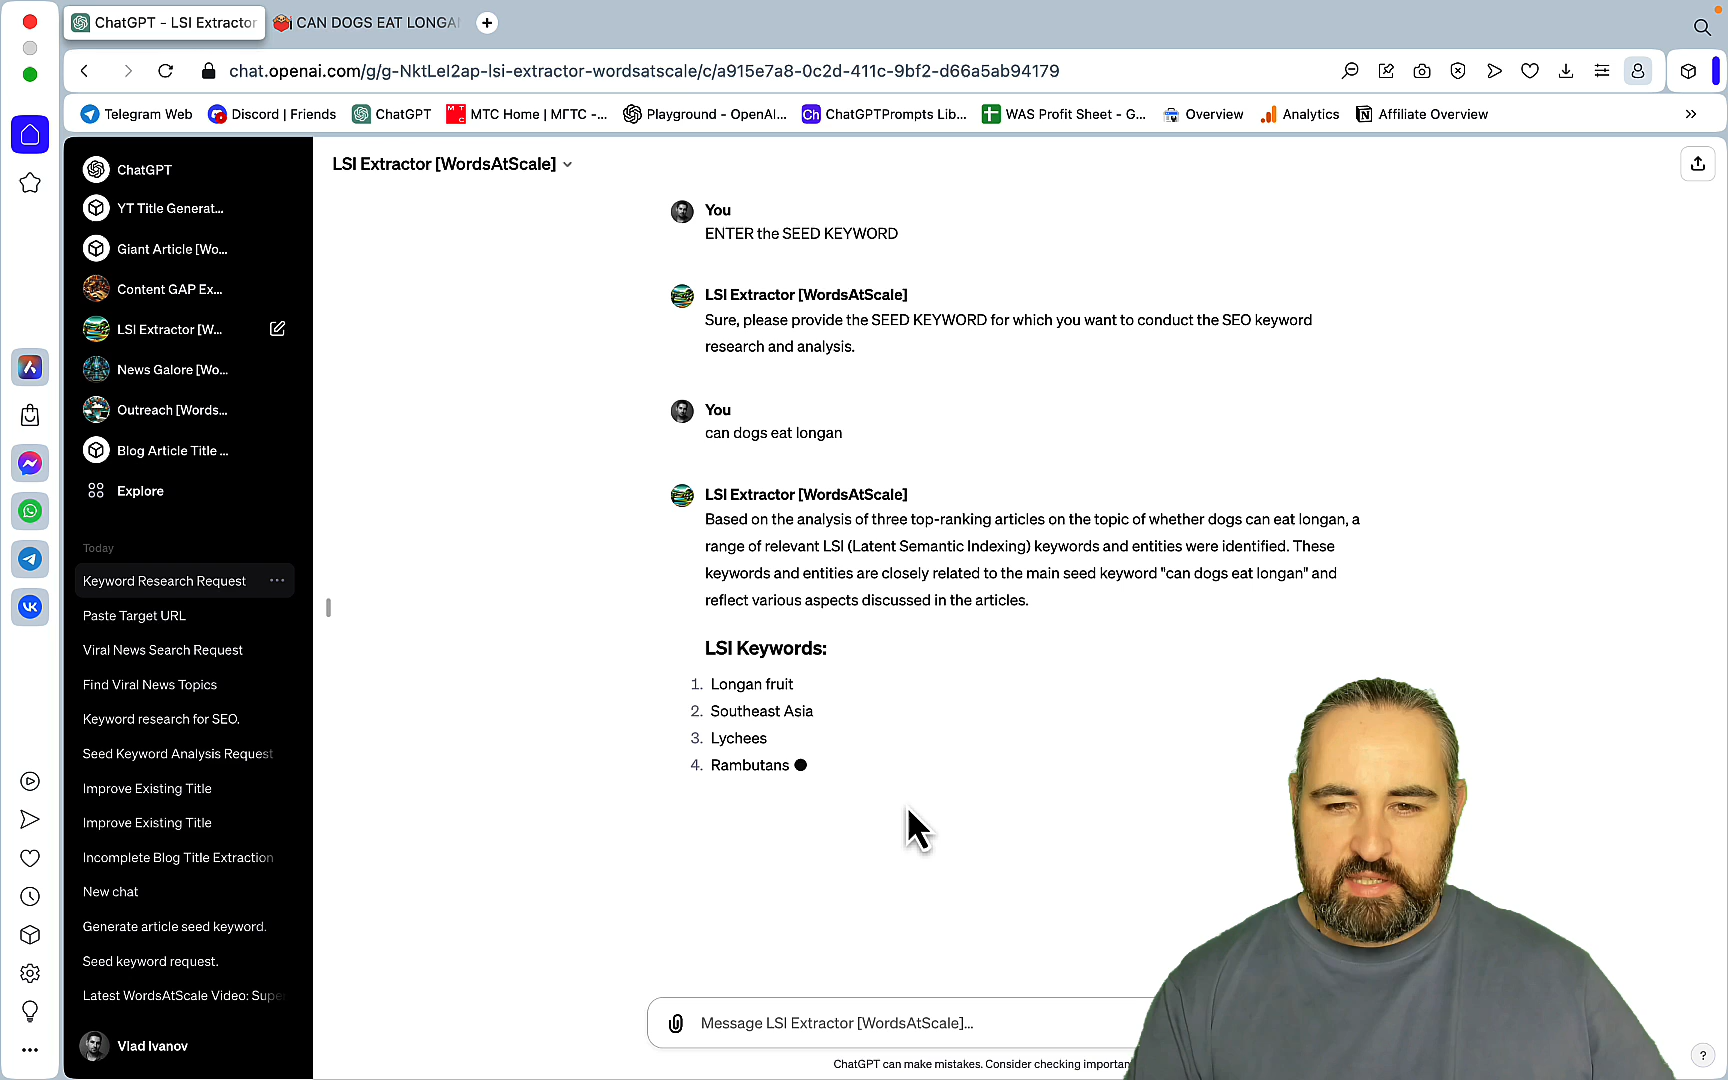 ChatGPT - LSI Extractor
CAN DOGS EAT LONGA
chat.openai.com/g/g-NktLel2ap-lsi-extractor-wordsatscale/c/a915e7a8-0c2d-411c-9bf2-d66a5ab94179
Telegram Web
Discord | Friends
ChatGPT
МТС Home | МГТС -...
Playground - OpenAI...
Ch
ChatGPTPrompts Lib...
WAS Profit Sheet - G...
Overview
Analytics
Affiliate Overview
ChatGPT
YT Title Generat...
Giant Article [Wo...
Content GAP Ex...
LSI Extractor [W...
News Galore [Wo...
Outreach [Words...
Blog Article Title ...
Explore
Today
Keyword Research Request
Paste Target URL
Viral News Search Request
Find Viral News Topics
Keyword research for SEO.
Seed Keyword Analysis Request
Improve Existing Title
Improve Existing Title
Incomplete Blog Title Extraction
New chat
Generate article seed keyword.
Seed keyword request.
Latest WordsAtScale Video: Supe
Vlad Ivanov
LSI Extractor [WordsAtScale]
You
ENTER the SEED KEYWORD
LSI Extractor [WordsAtScale]
Sure, please provide the SEED KEYWORD for which you want to conduct the SEO keyword
research and analysis.
You
can dogs eat longan
LSI Extractor [WordsAtScale]
Based on the analysis of three top-ranking articles on the topic of whether dogs can eat longan, a
range of relevant LSI (Latent Semantic Indexing) keywords and entities were identified. These
keywords and entities are closely related to the main seed keyword "can dogs eat longan" and
reflect various aspects discussed in the articles.
LSI Keywords:
1. Longan fruit
2. Southeast Asia
3. Lychees
4. Rambutans
Message LSI Extractor [WordsAtScale]...
ChatGPT can make mistakes. Consider checking importan
?